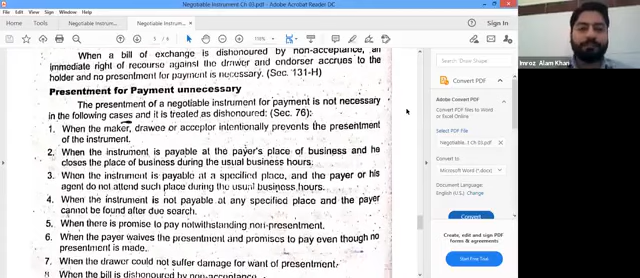 Negotiable Instrument Ch 03.pdf - Adobe Acrobat Reader DC
Home Tools Negotiable Instrum... Negotiable Instrum... × Sign In
5 / 6 110%
When a bill of exchange is dishonoured by non-acceptance, an
immediate right of recourse against the drawer and endorser accrues to the
holder and no presentment for payment is necessary. (Sec. 131-H)
Presentment for Payment unnecessary
The presentment of a negotiable instrument for payment is not necessary
in the following cases and it is treated as dishonoured: (Sec. 76):
1. When the maker, drawee or acceptor intentionally prevents the presentment
of the instrument.
2. When the instrument is payable at the payer's place of business and he
closes the place of business during the usual business hours.
3. When the instrument is payable at a specified place, and the payer or his
agent do not attend such place during the usual business hours.
4. When the instrument is not payable at any specified place and the payer
cannot be found after due search.
5. When there is promise to pay notwithstanding non-presentment.
6. When the payer waives the presentment and promises to pay even though no
presentment is made.
7. When the drawer could not suffer damage for want of presentment.
When the bill is dishonoured by non-acceptance
Convert PDF
Adobe Convert PDF
Convert PDF Files to Word
or Excel Online
Select PDF File
Negotiable...t Ch 03.pdf ×
Convert to
Microsoft Word (*.docx)
Document Language:
English (U.S.) Change
Convert
Create, edit and sign PDF
forms & agreements
Start Free Trial
Imroz Alam Khan